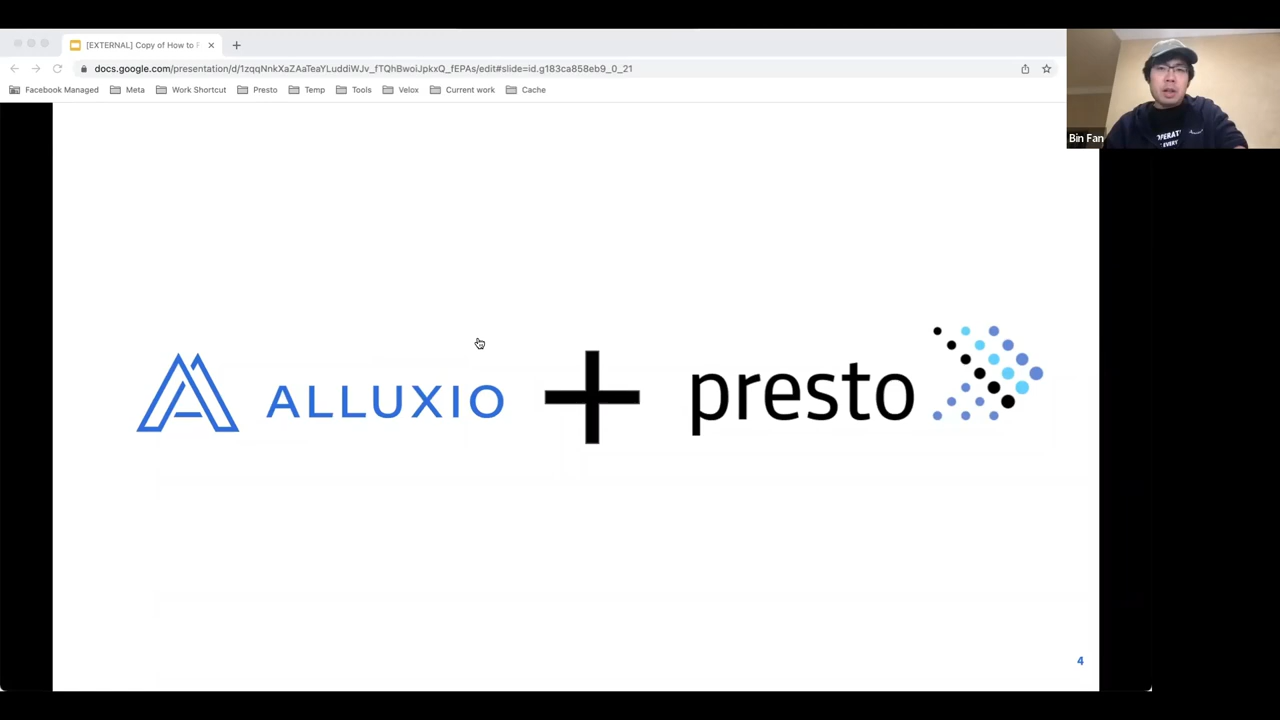 [EXTERNAL] Copy of How to F
docs.google.com/presentation/d/1zqqNnkXaZAaTeaYLuddiWJv_fTQhBwoiJpkxQ_fEPAs/edit#slide=id.g183ca858eb9_0_21
Facebook Managed Meta Work Shortcut Presto Temp Tools Velox Current work Cache
Bin Fan
ALLUXIO + presto
4